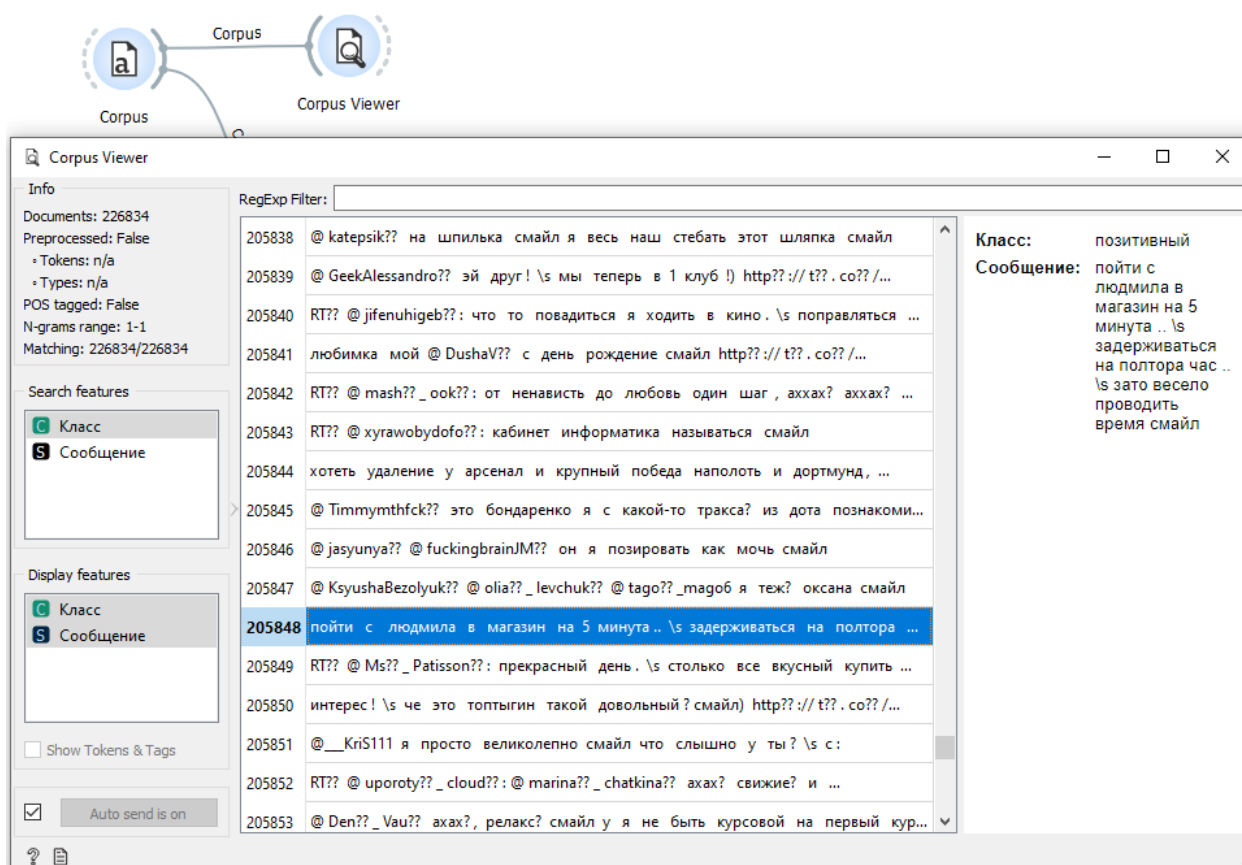 Corpus
Corpus
Corpus Viewer
Corpus Viewer
Info
Documents: 226834
Preprocessed: False
◦ Tokens: n/a
◦ Types: n/a
POS tagged: False
N-grams range: 1-1
Matching: 226834/226834
Search features
C Класс
S Сообщение
Display features
C Класс
S Сообщение
Show Tokens & Tags
Auto send is on
RegExp Filter:
205838 @ katepsik?? на шпилька смайл я весь наш стебать этот шляпка смайл
205839 @ GeekAlessandro?? эй друг ! \s мы теперь в 1 клуб !) http?? :// t?? . co?? /...
205840 RT?? @ jifenuhigeb?? : что то повадиться я ходить в кино . \s поправляться ...
205841 любимка мой @ DushaV?? с день рождение смайл http?? :// t?? . co?? /...
205842 RT?? @ mash?? _ ook?? : от ненависть до любовь один шаг , аххах? аххах? ...
205843 RT?? @ xyrawobydofo?? : кабинет информатика называться смайл
205844 хотеть удаление у арсенал и крупный победа наполоть и дортмунд , ...
205845 @ Timmymthfck?? это бондаренко я с какой-то тракса? из дота познакоми...
205846 @ jasyunya?? @ fuckingbrainJM?? он я позировать как мочь смайл
205847 @ KsyushaBezolyuk?? @ olia?? _ levchuk?? @ tago?? _magoб я теж? оксана смайл
205848 пойти с людмила в магазин на 5 минута .. \s задерживаться на полтора ...
205849 RT?? @ Ms?? _ Patisson?? : прекрасный день . \s столько все вкусный купить ...
205850 интерес ! \s че это топтыгин такой довольный ? смайл) http?? :// t?? . co?? /...
205851 @__KriS111 я просто великолепно смайл что слышно у ты ? \s с :
205852 RT?? @ uporoty?? _ cloud?? : @ marina?? _ chatkina?? ахах? свижие? и ...
205853 @ Den?? _ Vau?? ахах? , релакс? смайл у я не быть курсовой на первый кур...
Класс: позитивный
Сообщение: пойти с
людмила в
магазин на 5
минута .. \s
задерживаться
на полтора час ..
\s зато весело
проводить
время смайл